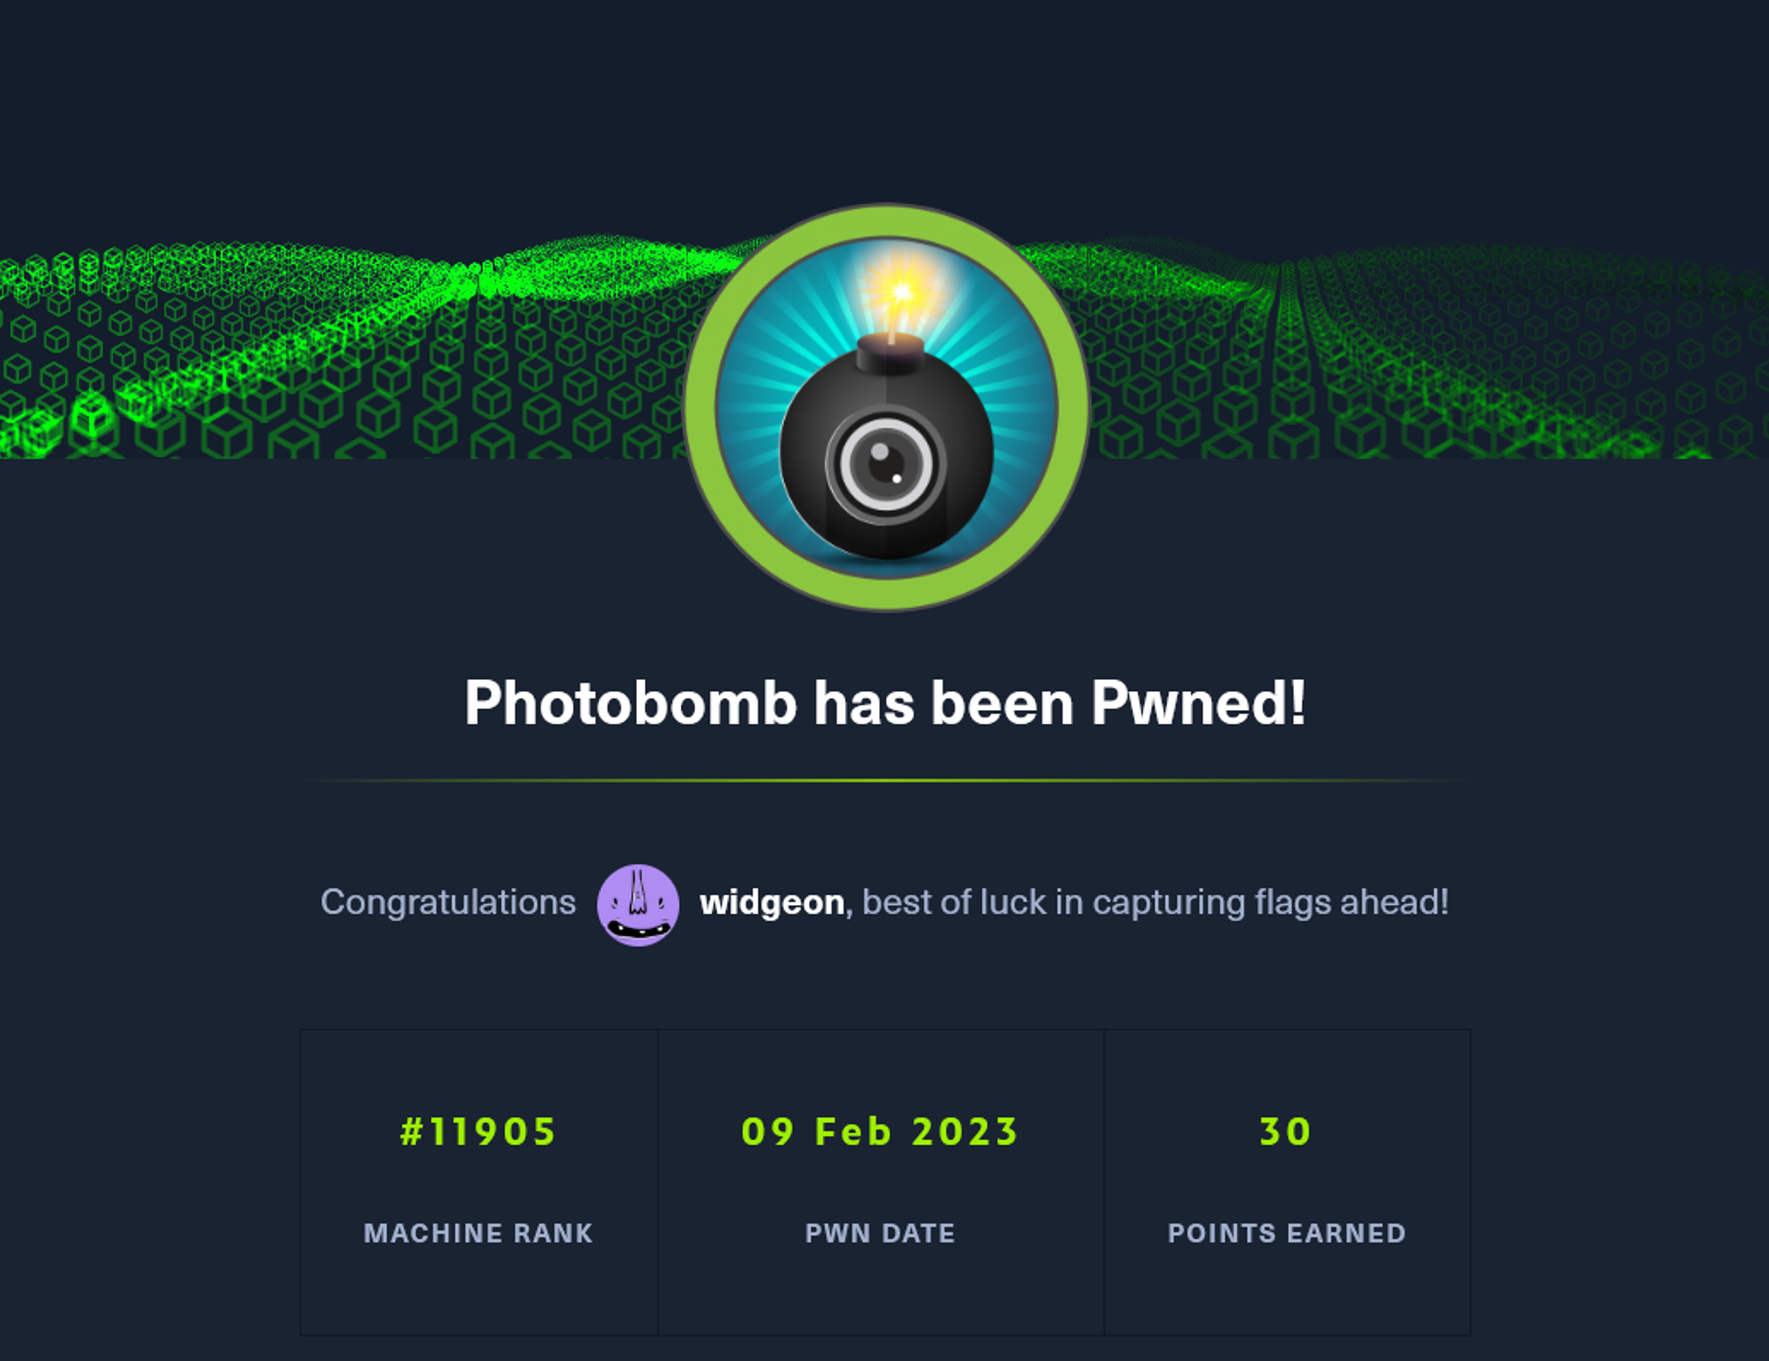 Photobomb has been Pwned!
Congratulations widgeon, best of luck in capturing flags ahead!
#11905 09 Feb 2023 30
MACHINE RANK PWN DATE POINTS EARNED